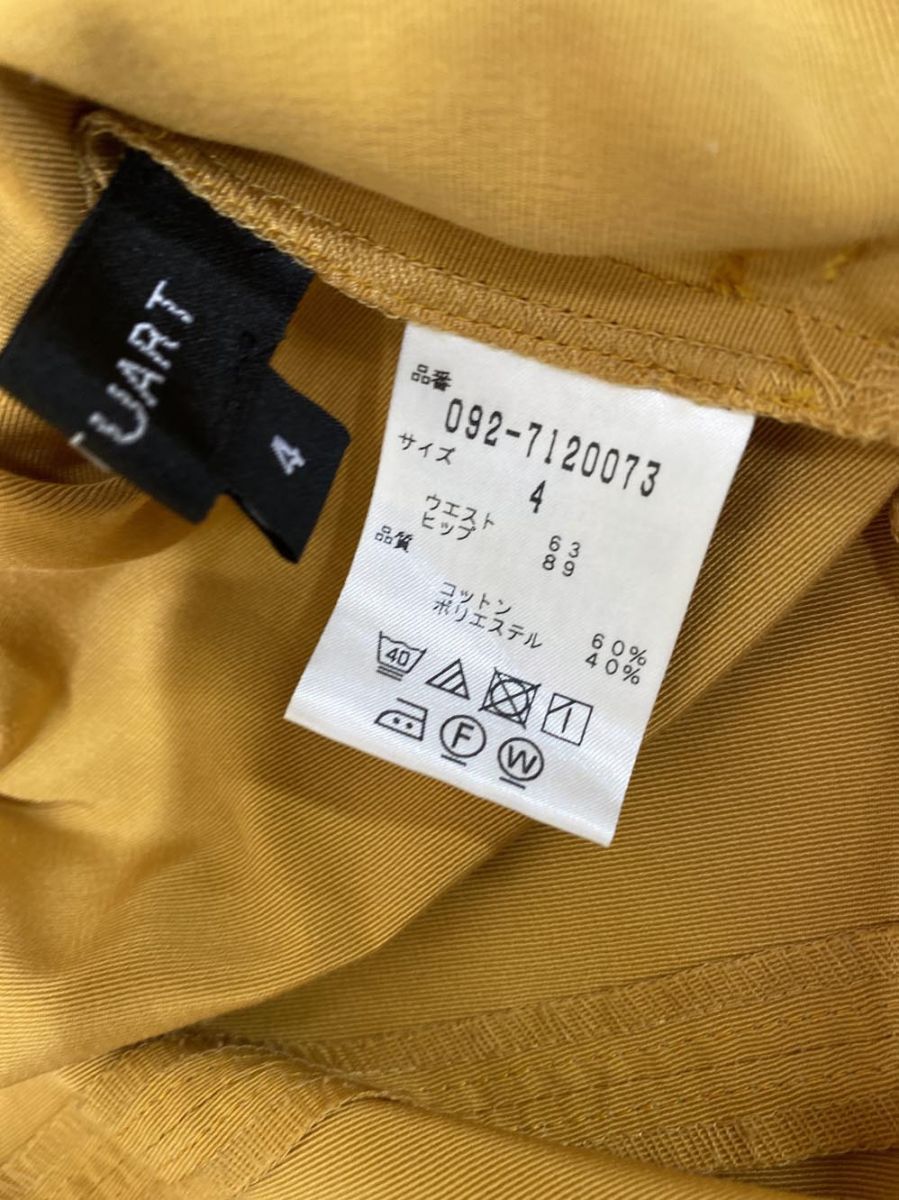 TUART
4
品番
092-7120073
サイズ
4
ウエスト 63
ヒップ 89
品質
コットン 60%
ポリエステル 40%
40
F
W